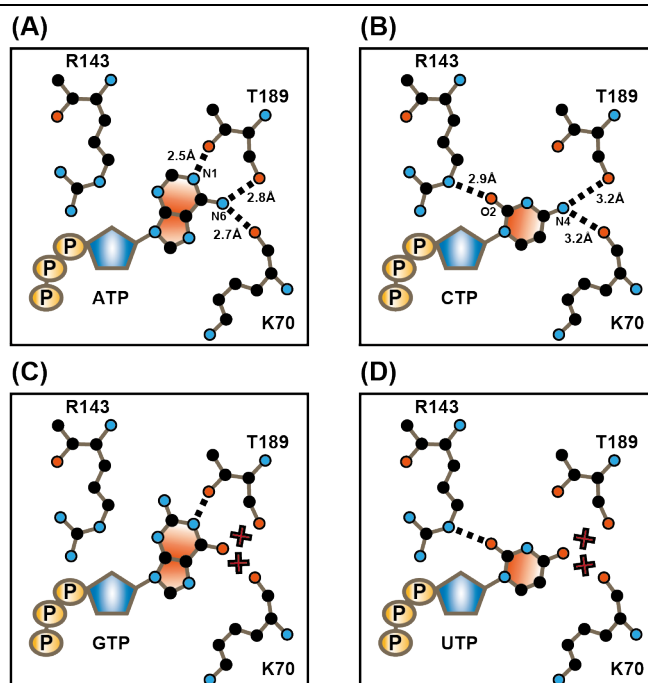 (A)
R143
T189
2.5Å
N1
N6
2.8Å
2.7Å
P
P
P
ATP
K70
(B)
R143
T189
2.9Å
O2
N4
3.2Å
3.2Å
P
P
P
CTP
K70
(C)
R143
T189
P
P
P
GTP
K70
(D)
R143
T189
P
P
P
UTP
K70